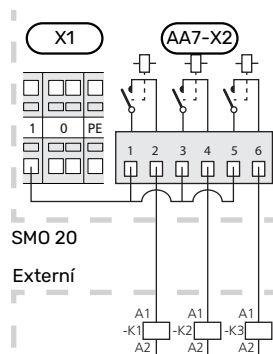 X1 AA7-X2
1 0 PE 1 2 3 4 5 6
SMO 20
Externí
A1 A1 A1
-K1 -K2 -K3
A2 A2 A2